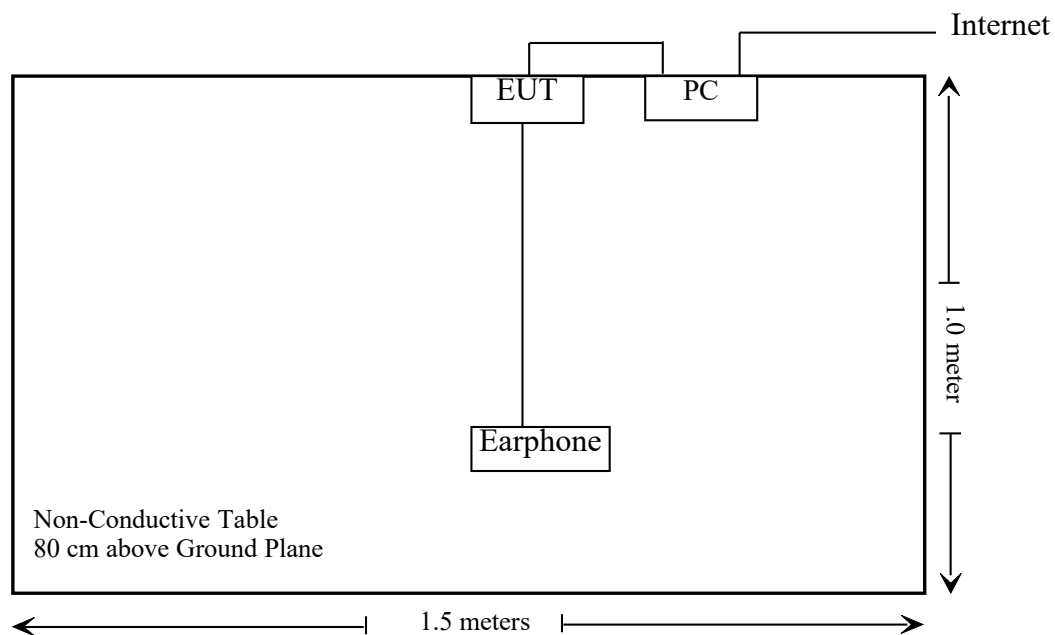 Internet
EUT
PC
1.0 meter
Earphone
Non-Conductive Table
80 cm above Ground Plane
1.5 meters